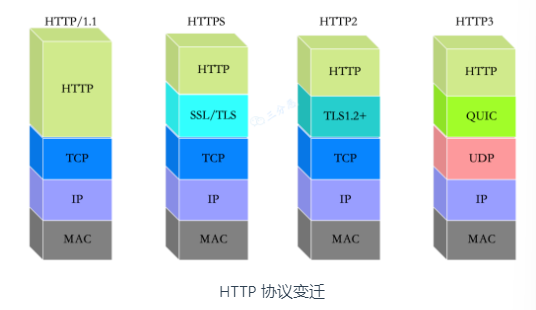 HTTP/1.1 HTTPS HTTP2 HTTP3
HTTP HTTP HTTP HTTP
SSL/TLS TLS1.2+ QUIC
TCP TCP TCP UDP
IP IP IP IP
MAC MAC MAC MAC
HTTP 协议变迁